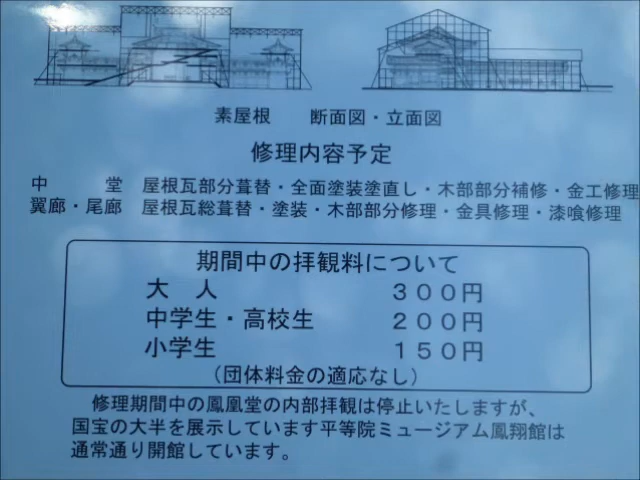 素屋根　断面図・立面図
修理内容予定
中　堂　屋根瓦部分葺替・全面塗装塗直し・木部部分補修・金工修理
翼廊・尾廊　屋根瓦総葺替・塗装・木部部分修理・金具修理・漆喰修理
期間中の拝観料について
大　人　３００円
中学生・高校生　２００円
小学生　１５０円
（団体料金の適応なし）
修理期間中の鳳凰堂の内部拝観は停止いたしますが、
国宝の大半を展示しています平等院ミュージアム鳳翔館は
通常通り開館しています。